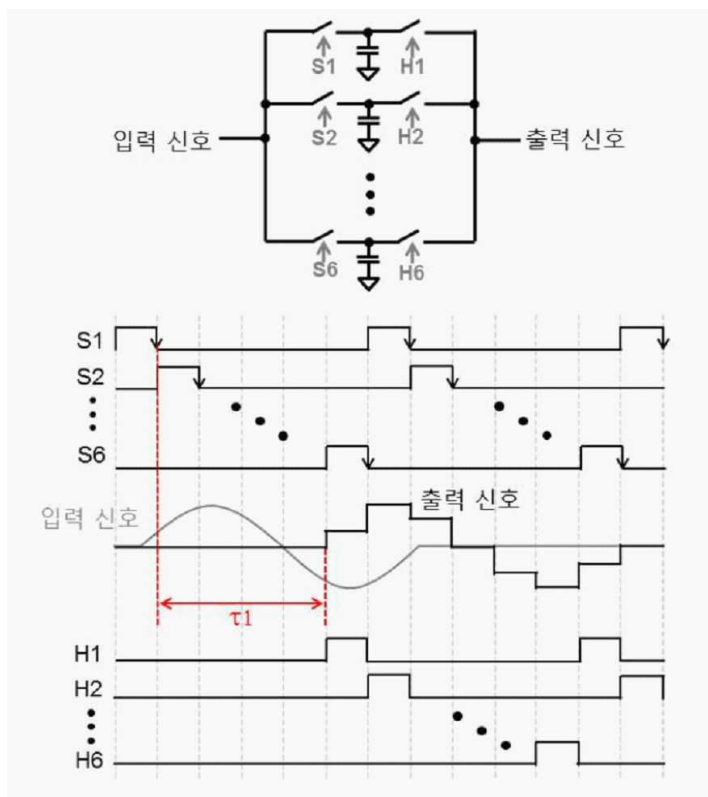 S1 H1
입력 신호 S2 H2 출력 신호
S6 H6
S1
S2
S6
입력 신호 출력 신호
τ1
H1
H2
H6